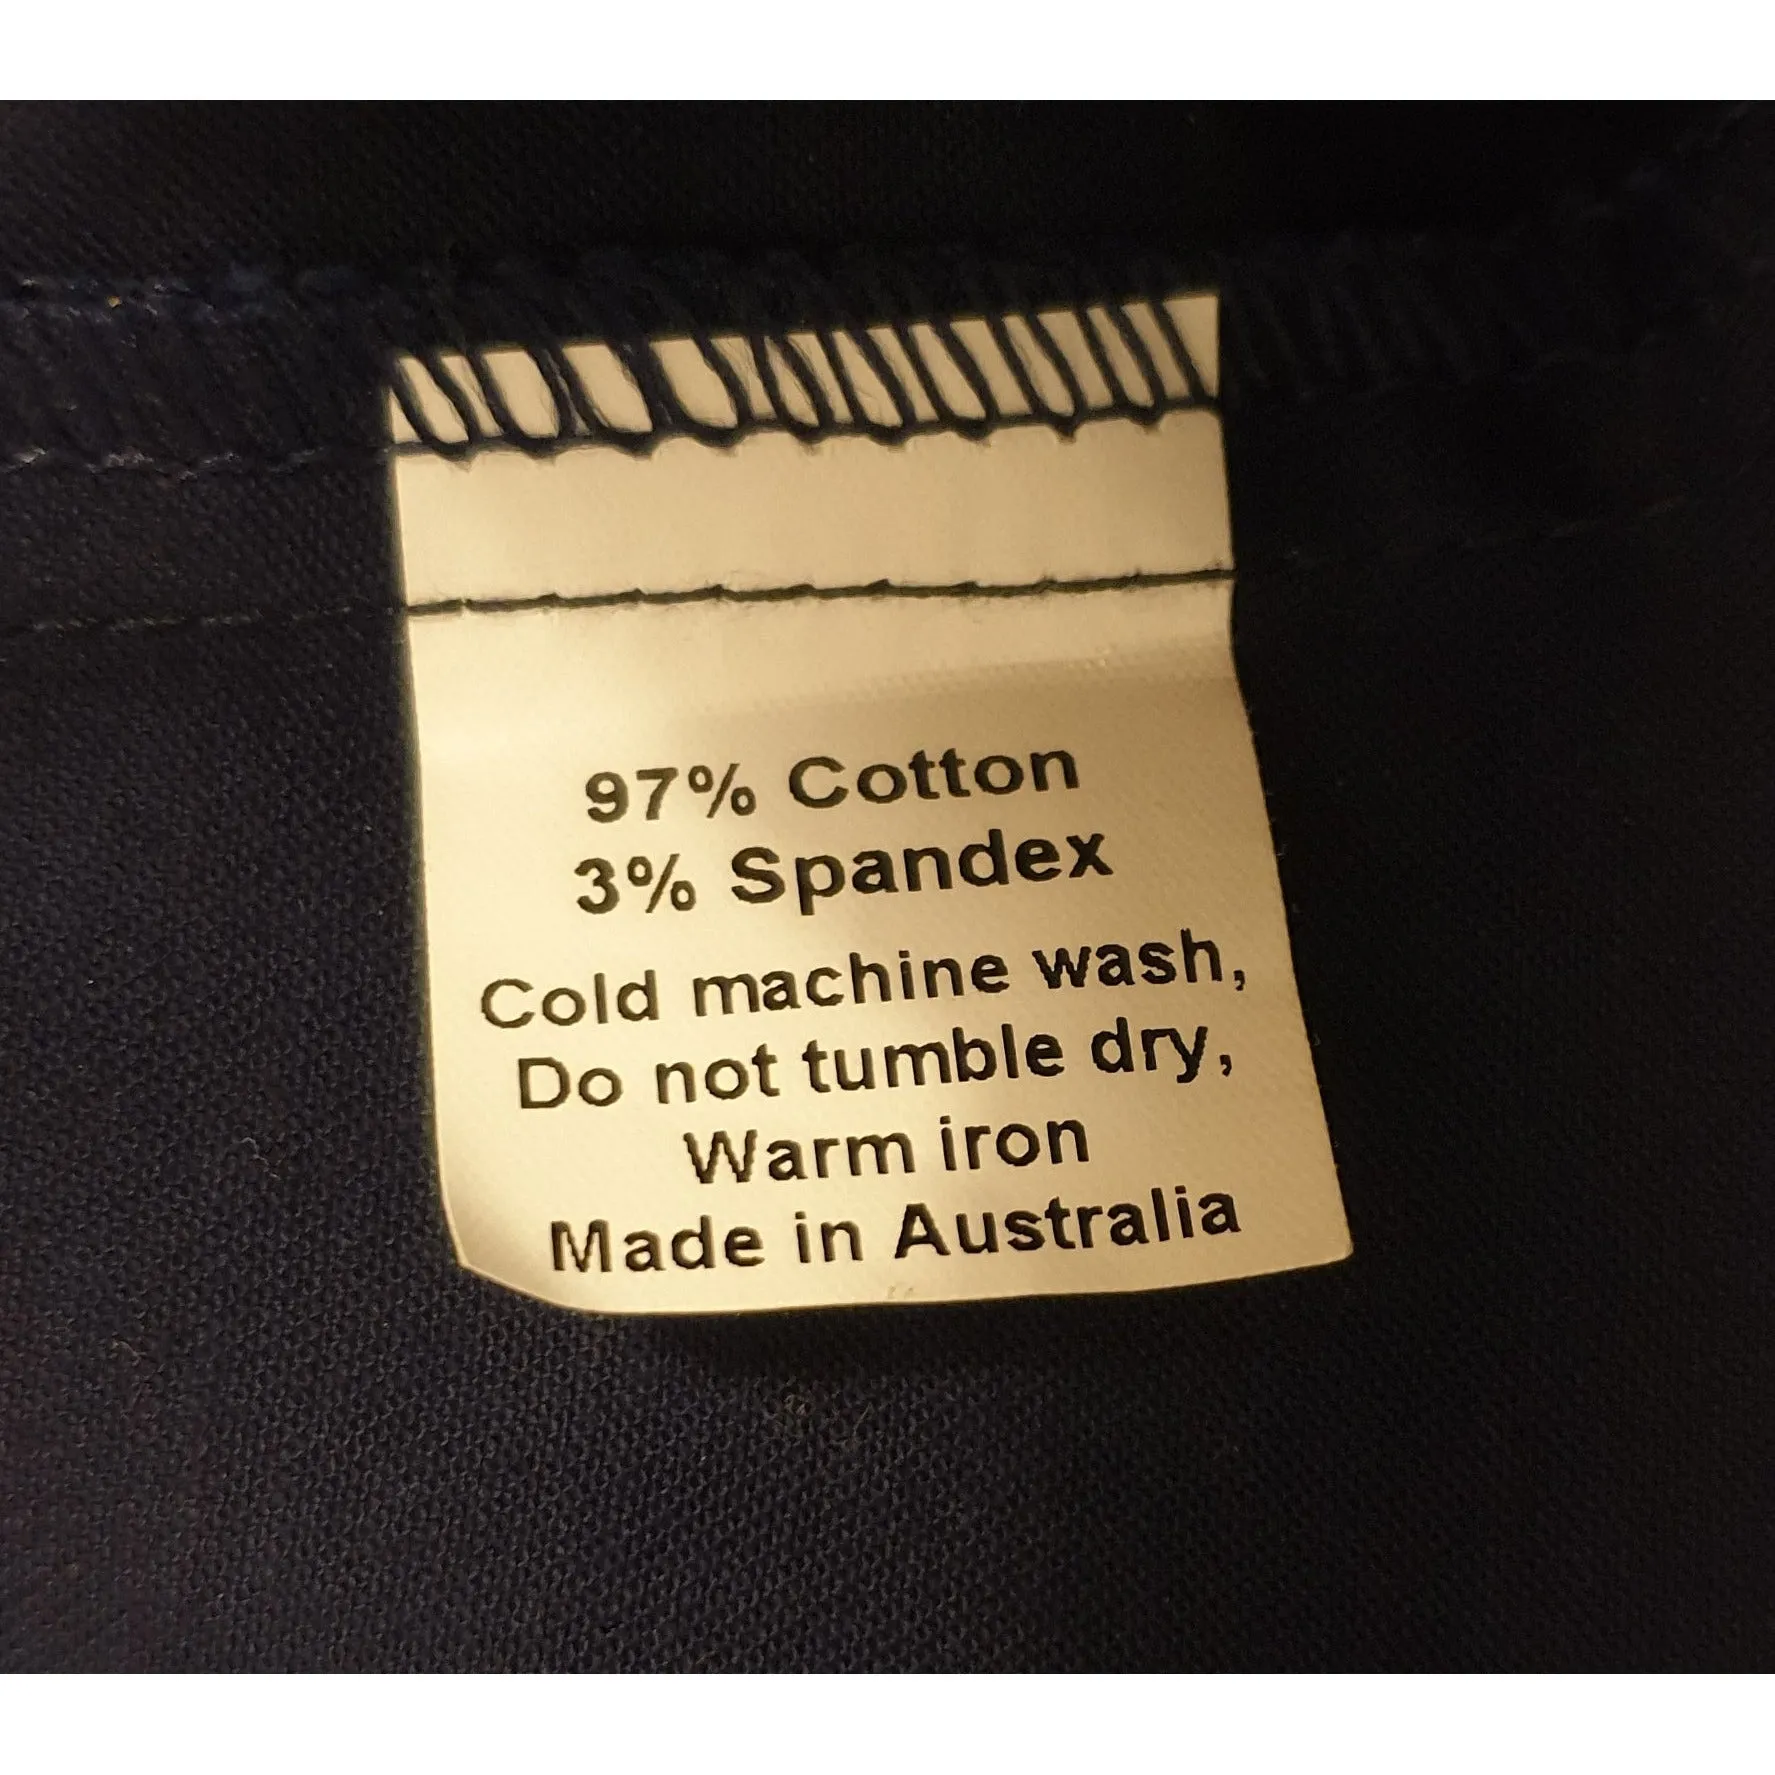 97% Cotton
3% Spandex
Cold machine wash,
Do not tumble dry,
Warm iron
Made in Australia